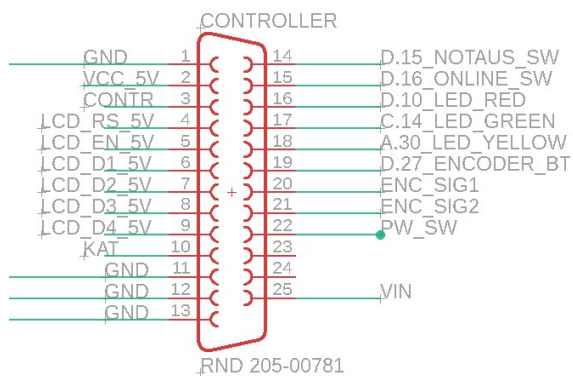 CONTROLLER
GND 1 14 D.15_NOTAUS_SW
VCC_5V 2 15 D.16_ONLINE_SW
CONTR 3 16 D.10_LED_RED
LCD_RS_5V 4 17 C.14_LED_GREEN
LCD_EN_5V 5 18 A.30_LED_YELLOW
LCD_D1_5V 6 19 D.27_ENCODER_BT
LCD_D2_5V 7 20 ENC_SIG1
LCD_D3_5V 8 21 ENC_SIG2
LCD_D4_5V 9 22 PW_SW
KAT 10 23
GND 11 24
GND 12 25 VIN
GND 13
RND 205-00781